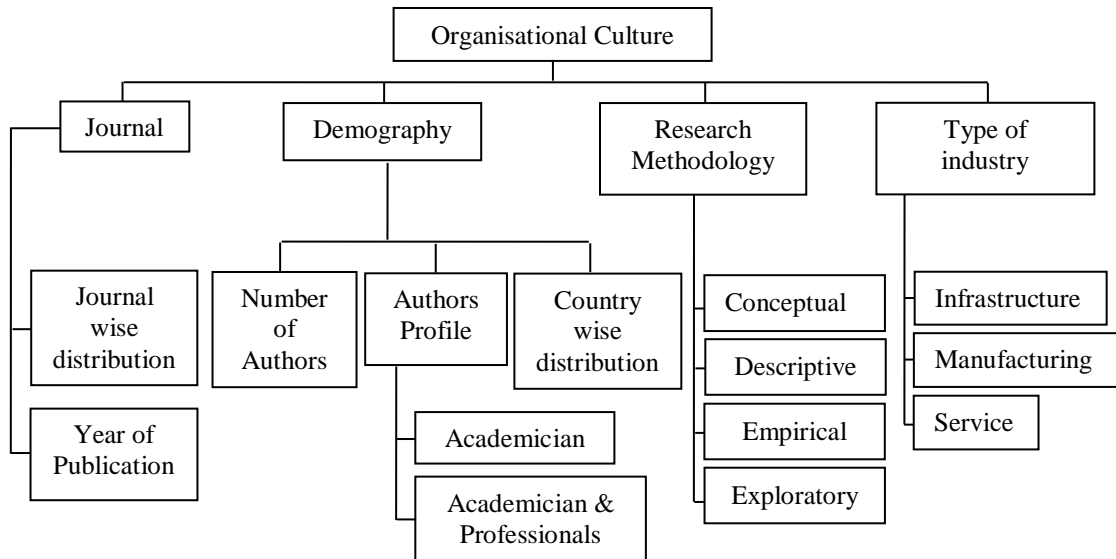 Organisational Culture
Journal
Demography
Research
Methodology
Type of
industry
Journal
wise
distribution
Year of
Publication
Number
of
Authors
Authors
Profile
Country
wise
distribution
Academician
Academician &
Professionals
Conceptual
Descriptive
Empirical
Exploratory
Infrastructure
Manufacturing
Service